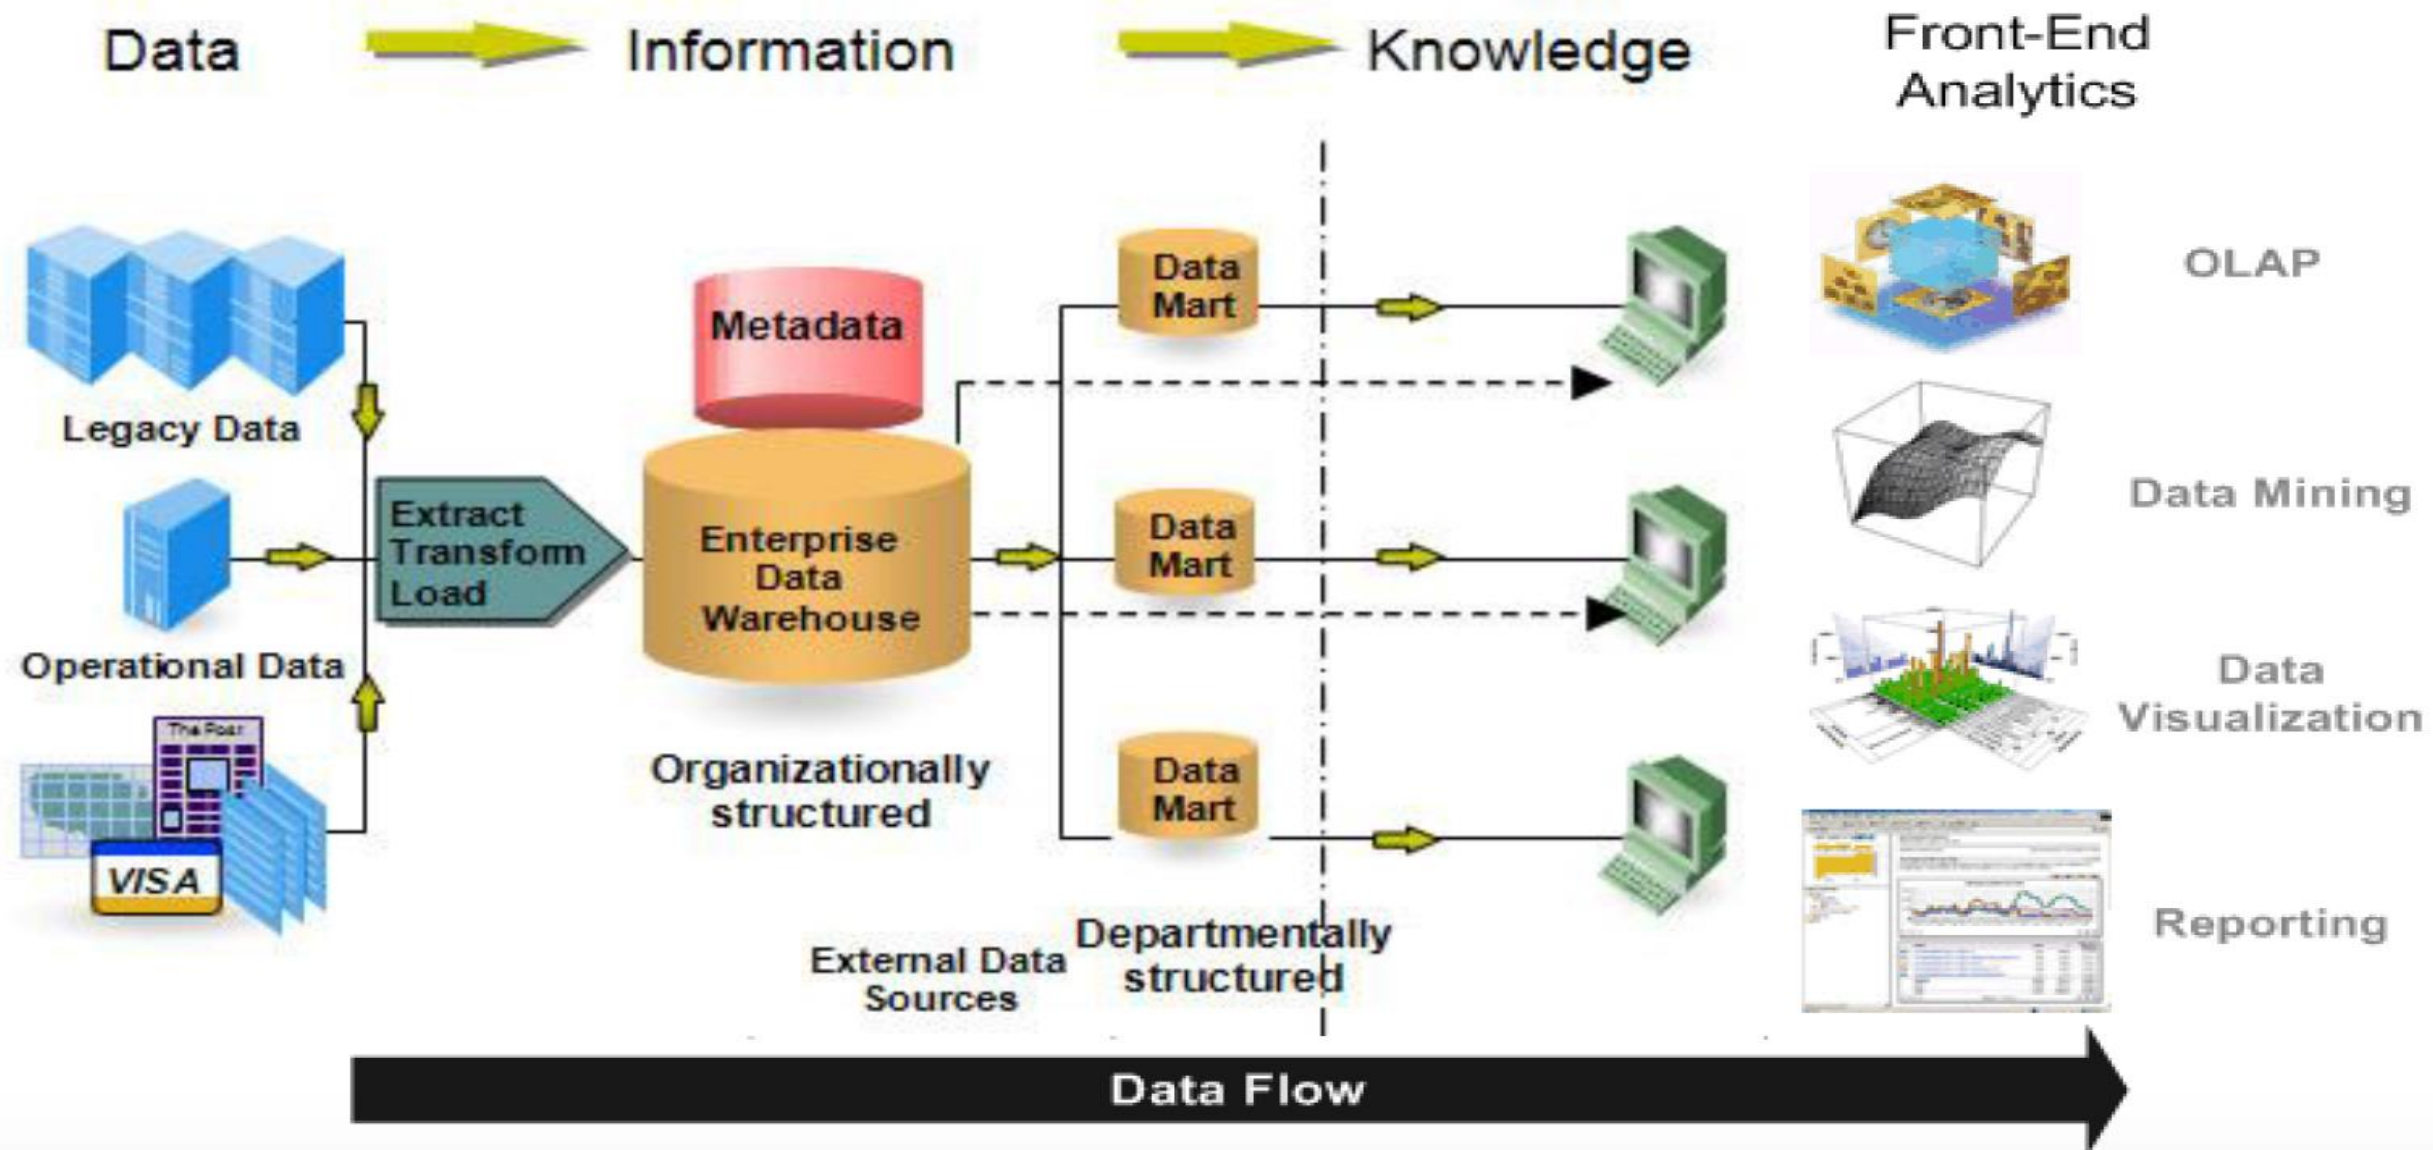 Data
Information
Knowledge
Front-End
Analytics
Legacy Data
Operational Data
VISA
Extract
Transform
Load
Metadata
Enterprise
Data
Warehouse
Organizationally
structured
Data
Mart
Data
Mart
Data
Mart
External Data
Sources
Departmentally
structured
OLAP
Data Mining
Data
Visualization
Reporting
Data Flow